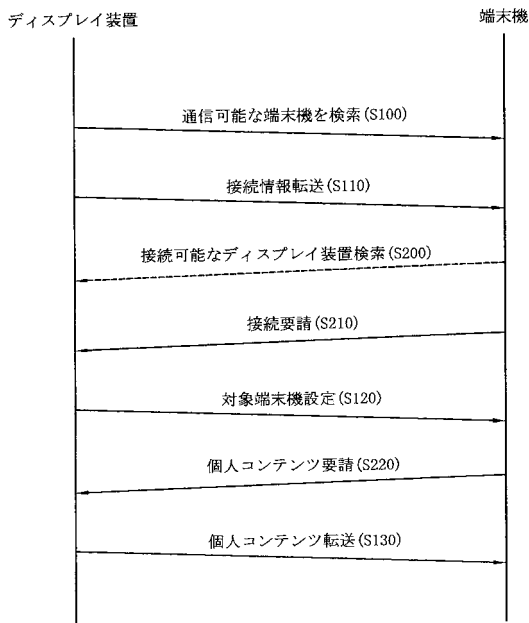 ディスプレイ装置
端末機
通信可能な端末機を検索(S100)
接続情報転送(S110)
接続可能なディスプレイ装置検索(S200)
接続要請(S210)
対象端末機設定(S120)
個人コンテンツ要請(S220)
個人コンテンツ転送(S130)